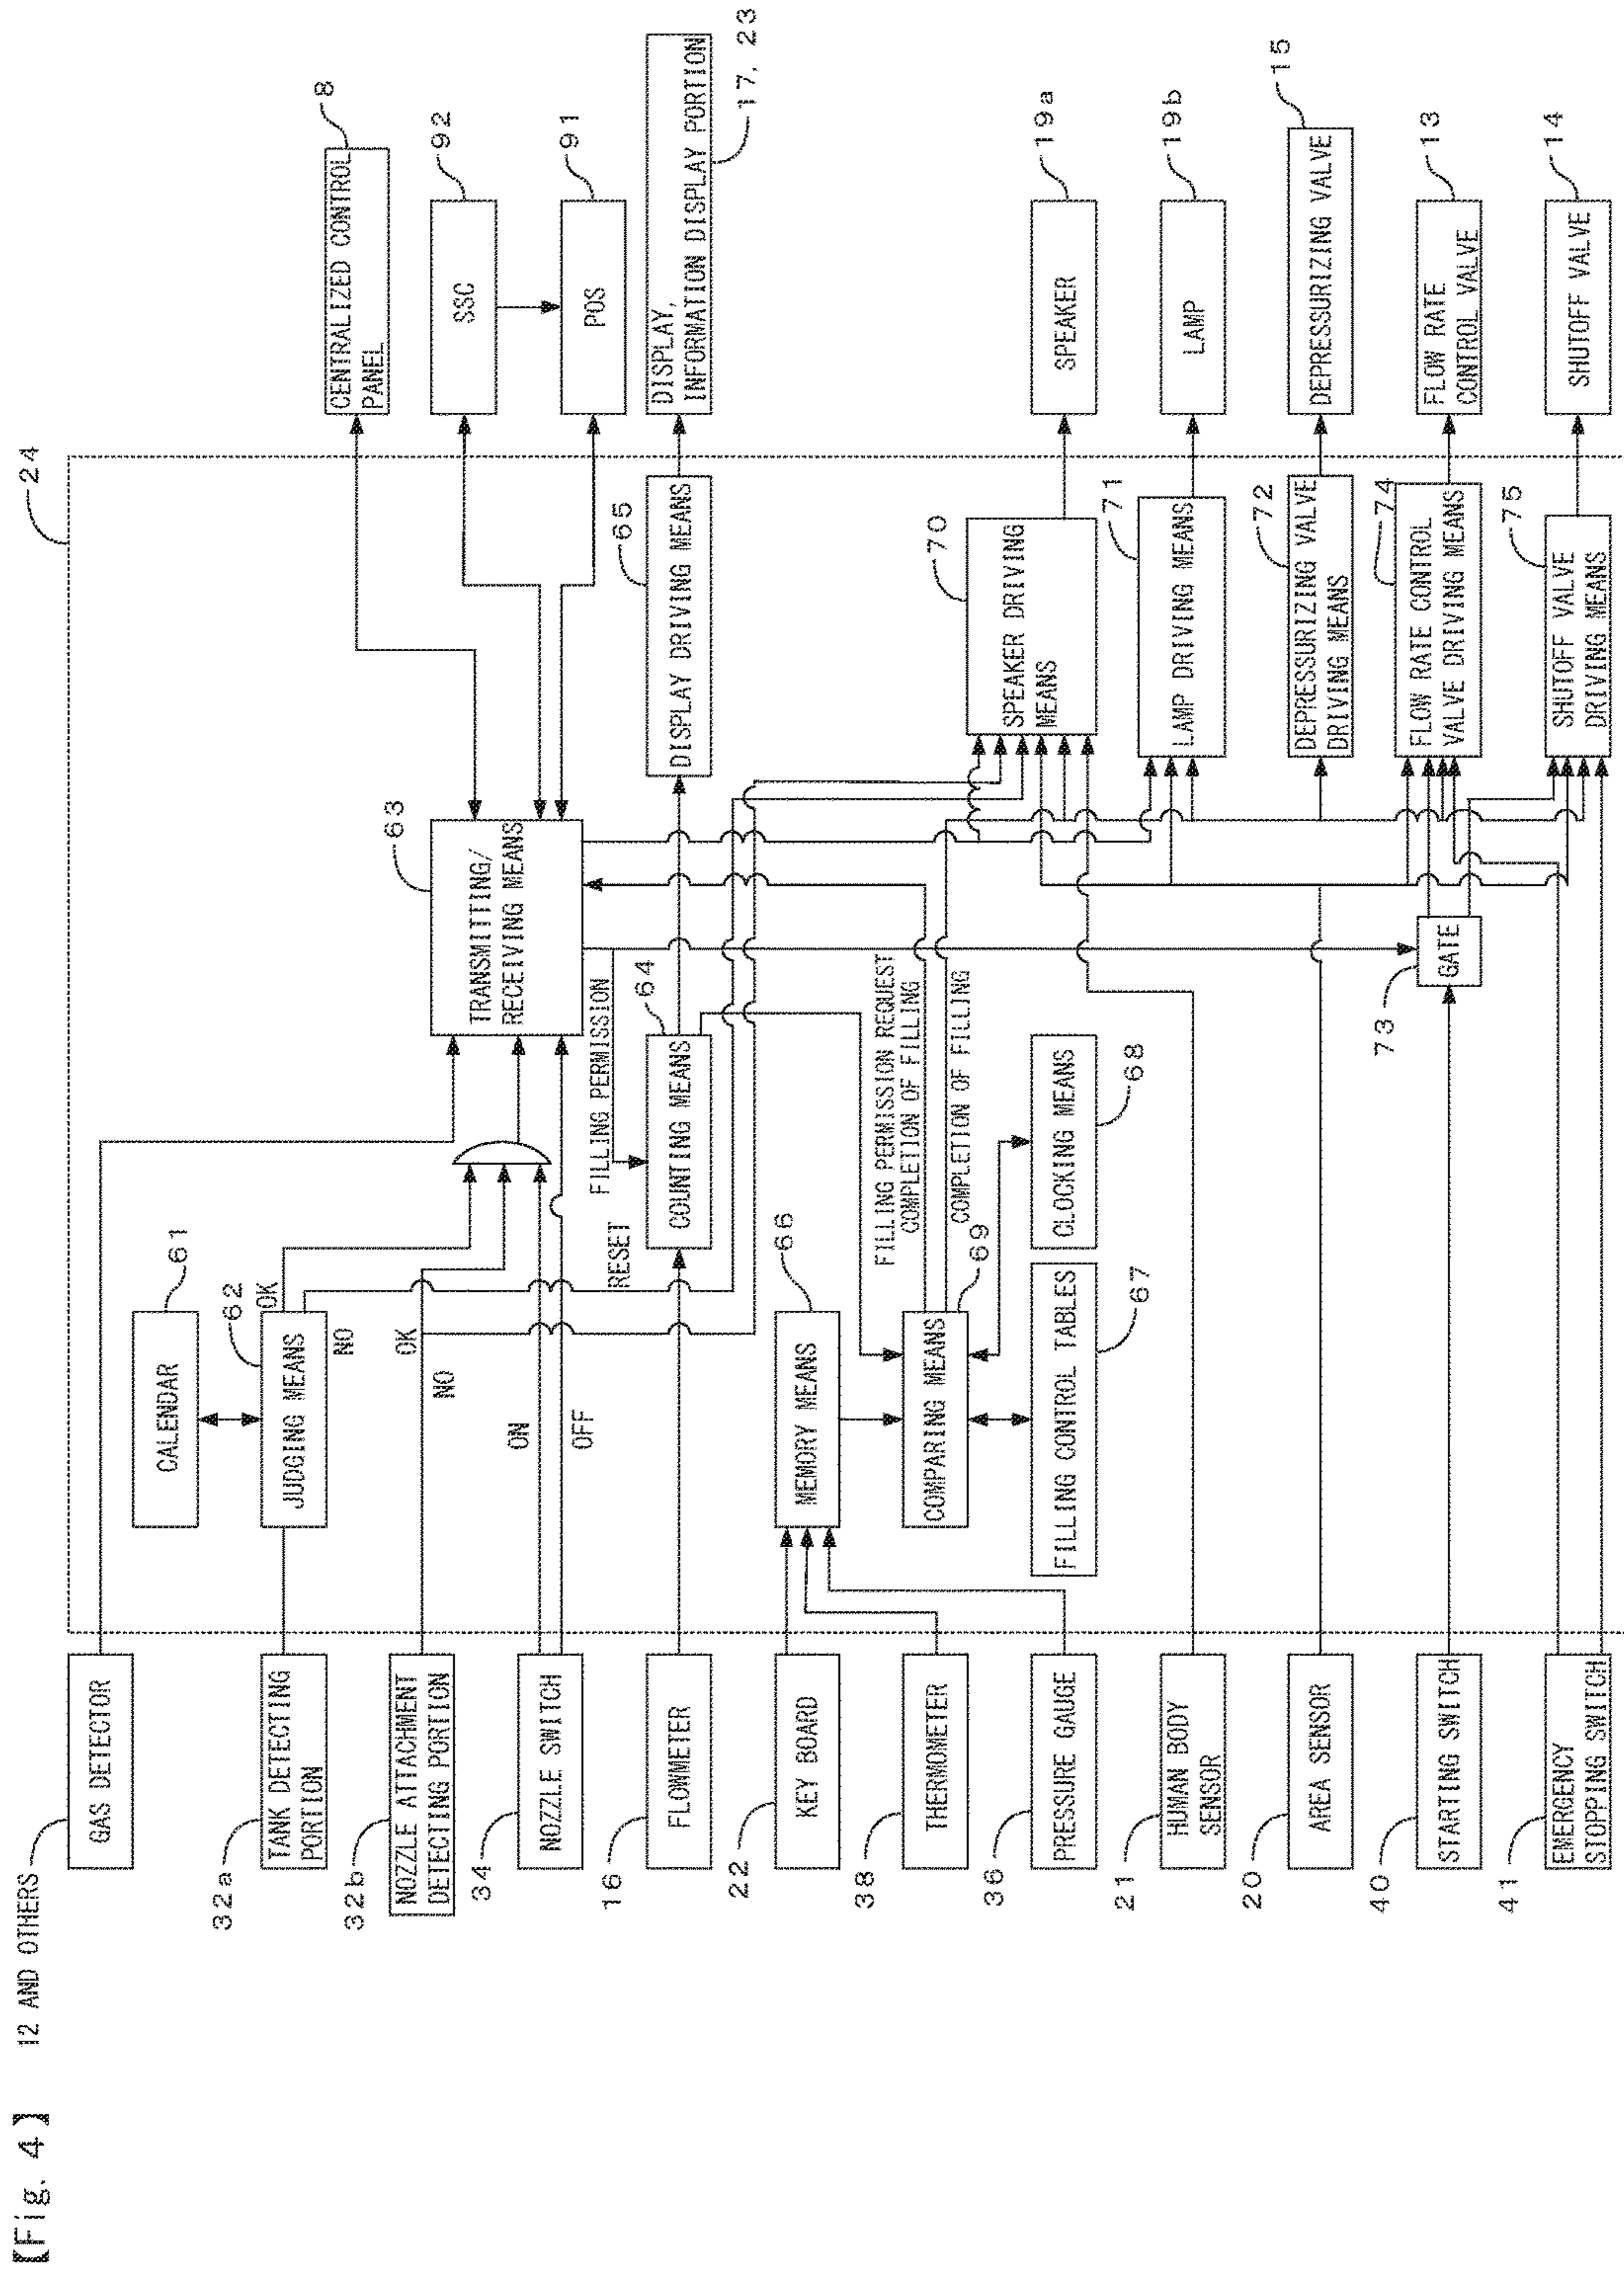 【Fig. 4】
12 AND OTHERS
GAS DETECTOR
32a
TANK DETECTING
PORTION
32b
NOZZLE ATTACHMENT
DETECTING PORTION
34
NOZZLE SWITCH
16
FLOWMETER
22
KEY BOARD
38
THERMOMETER
36
PRESSURE GAUGE
21
HUMAN BODY
SENSOR
20
AREA SENSOR
40
STARTING SWITCH
41
EMERGENCY
STOPPING SWITCH
24
CALENDAR
61
JUDGING MEANS
62
OK
NO
OK
NO
ON
OFF
TRANSMITTING/
RECEIVING MEANS
63
FILLING PERMISSION
RESET
COUNTING MEANS
64
DISPLAY DRIVING MEANS
65
MEMORY MEANS
66
FILLING PERMISSION REQUEST
COMPLETION OF FILLING
COMPLETION OF FILLING
COMPARING MEANS
69
FILLING CONTROL TABLES
67
CLOCKING MEANS
68
SPEAKER DRIVING
MEANS
70
LAMP DRIVING MEANS
71
DEPRESSURIZING VALVE
DRIVING MEANS
72
GATE
73
FLOW RATE CONTROL
VALVE DRIVING MEANS
74
SHUTOFF VALVE
DRIVING MEANS
75
CENTRALIZED CONTROL
PANEL
8
SSC
92
POS
91
DISPLAY,
INFORMATION DISPLAY PORTION
17, 23
SPEAKER
19a
LAMP
19b
DEPRESSURIZING VALVE
15
FLOW RATE
CONTROL VALVE
13
SHUTOFF VALVE
14